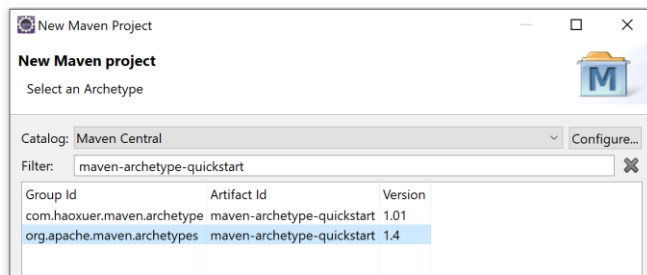 New Maven Project
New Maven project
Select an Archetype
M
Catalog: Maven Central Configure...
Filter: maven-archetype-quickstart
Group Id Artifact Id Version
com.haoxuer.maven.archetype maven-archetype-quickstart 1.01
org.apache.maven.archetypes maven-archetype-quickstart 1.4